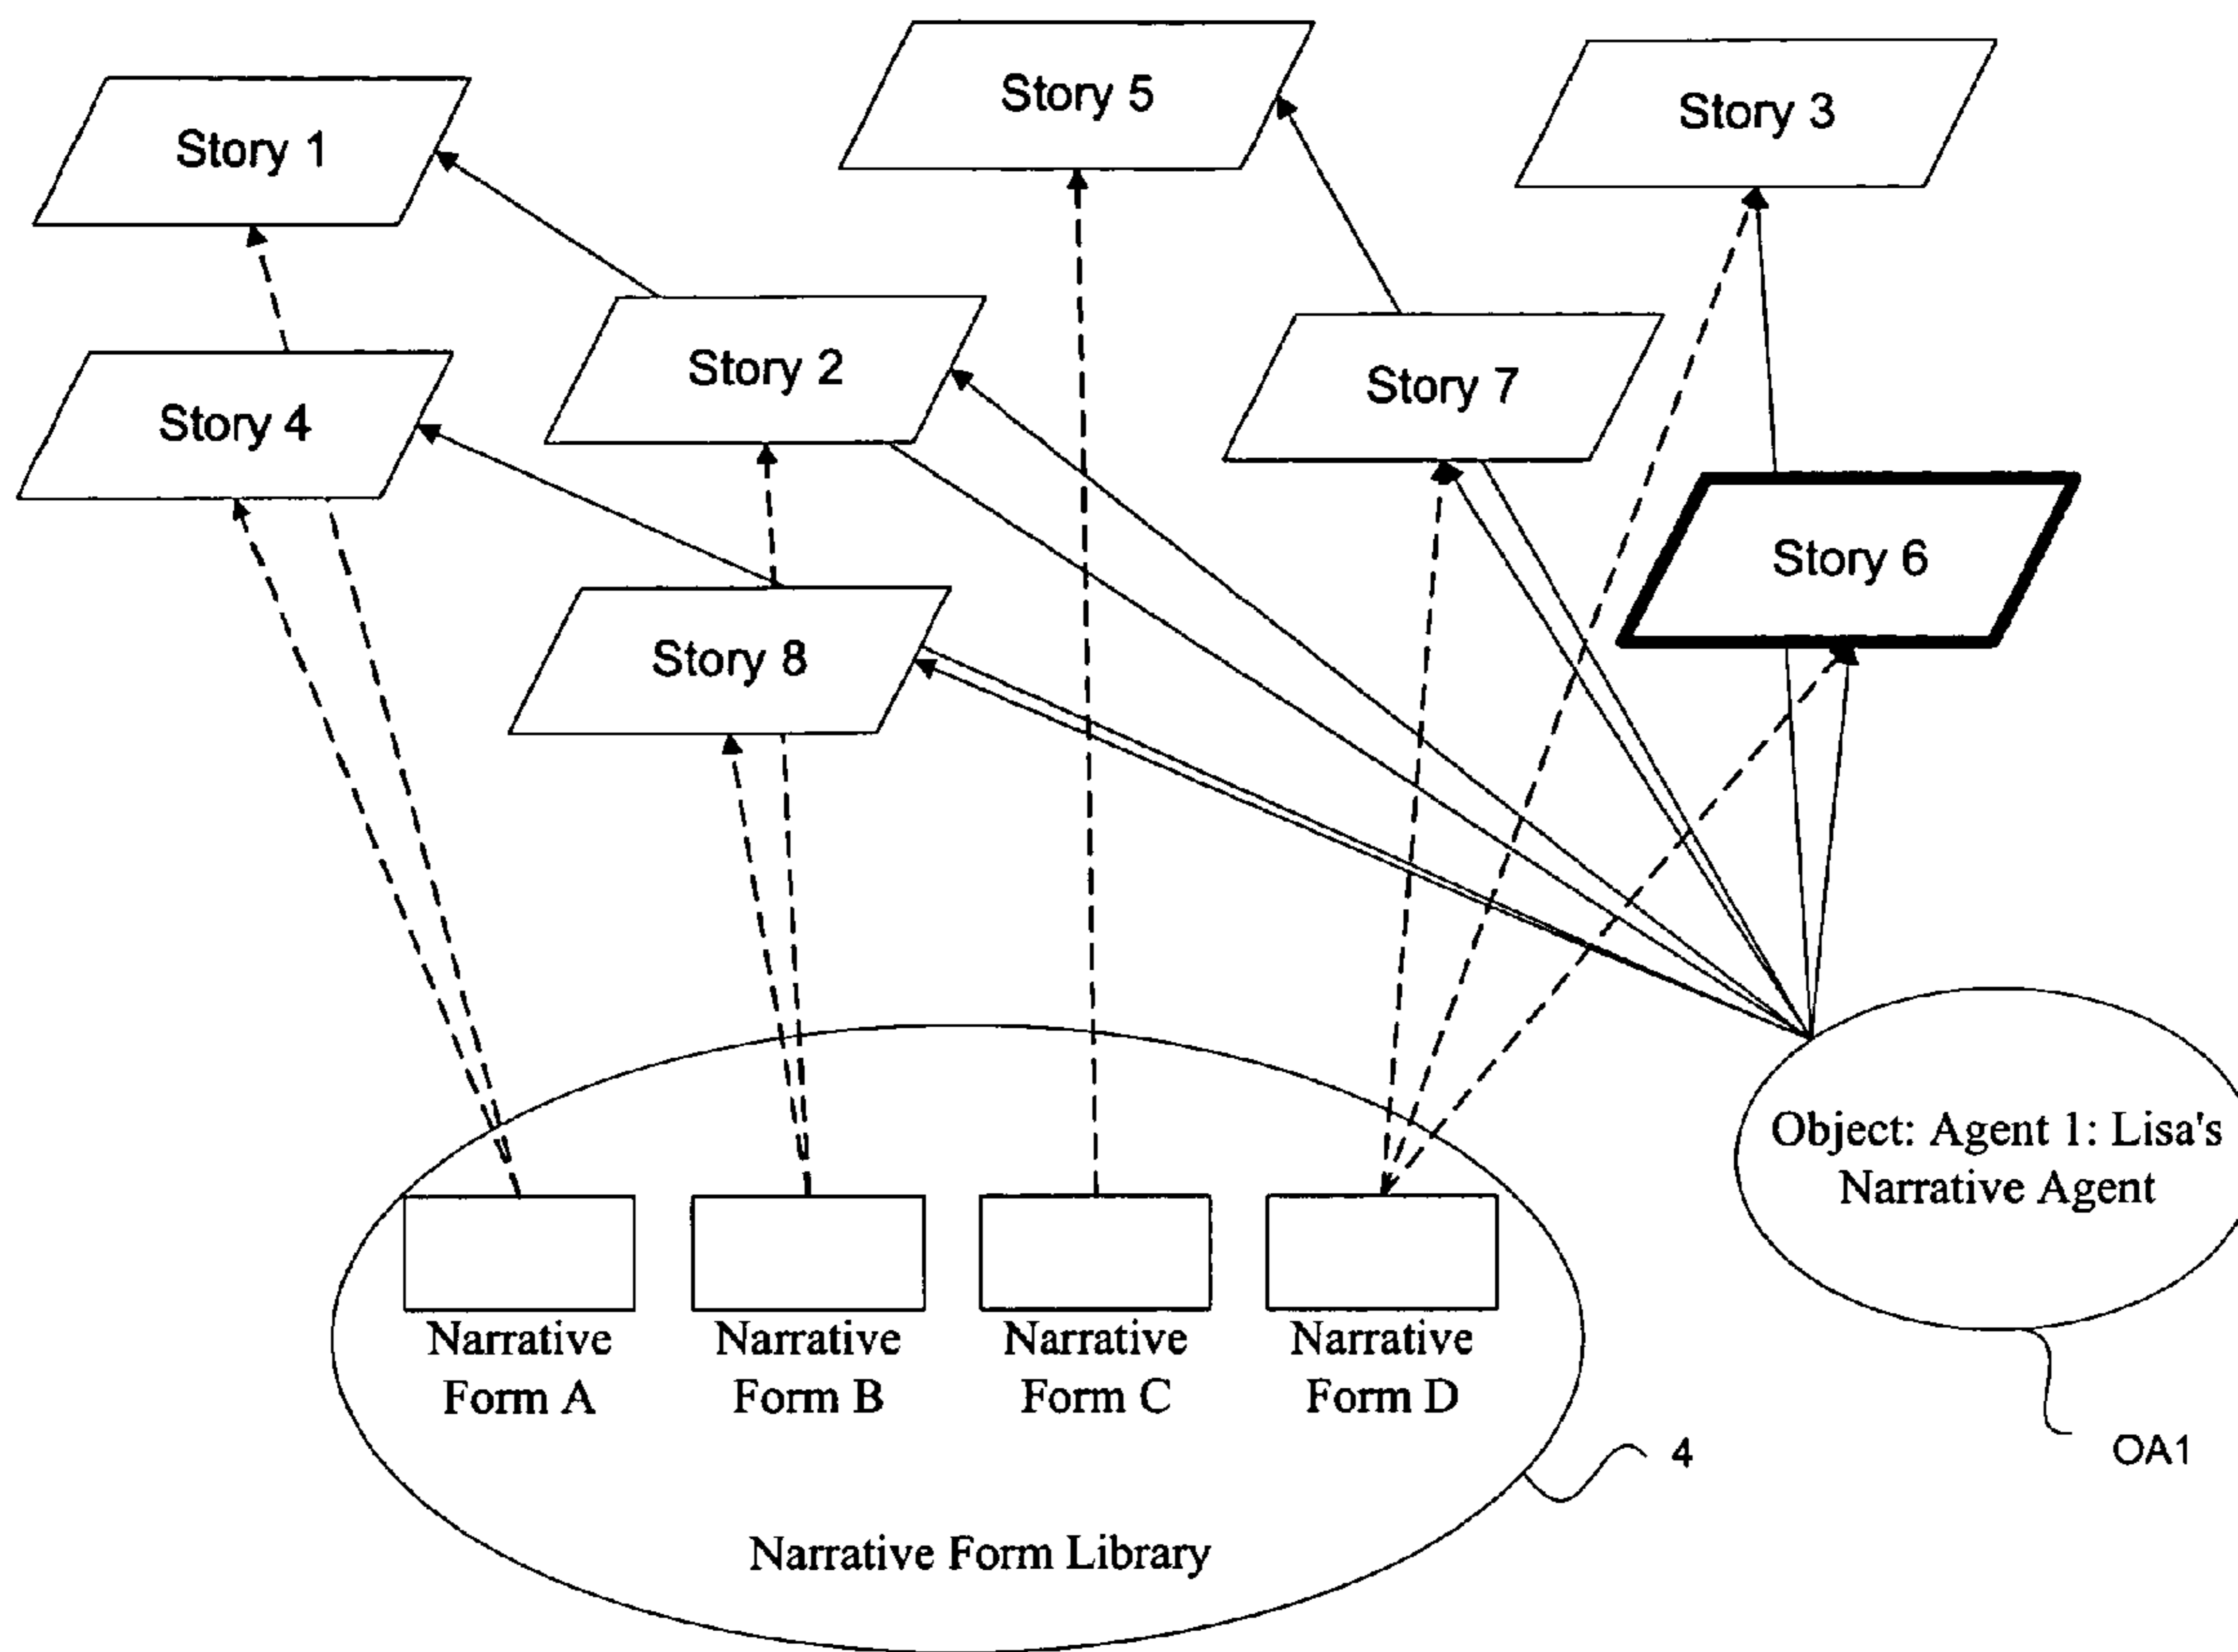 Story 5
Story 3
Story 1
Story 2
Story 7
Story 4
Story 6
Story 8
Object: Agent 1: Lisa's
Narrative Agent
Narrative
Form A
Narrative
Form B
Narrative
Form C
Narrative
Form D
4
OA1
Narrative Form Library